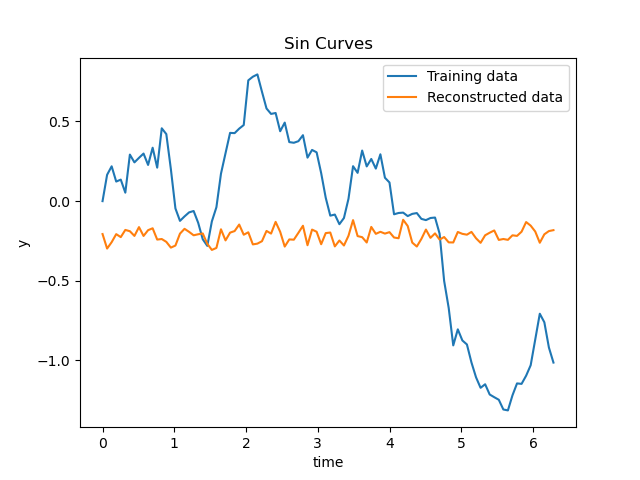 Sin Curves
Training data
Reconstructed data
y
0.5
0.0
−0.5
−1.0
0 1 2 3 4 5 6
time